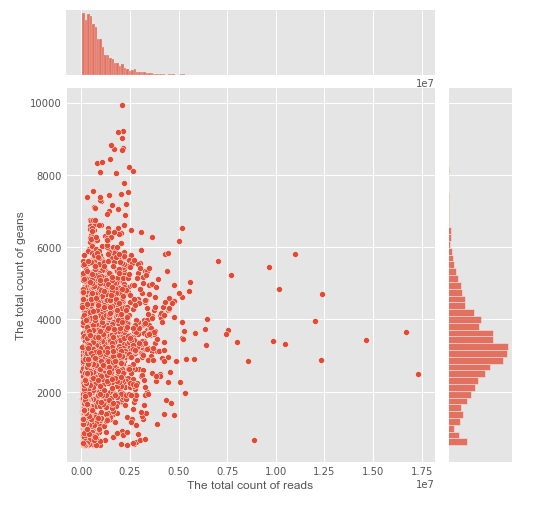 1e7
10000
8000
6000
4000
2000
The total count of geans
0.00 0.25 0.50 0.75 1.00 1.25 1.50 1.75
1e7
The total count of reads